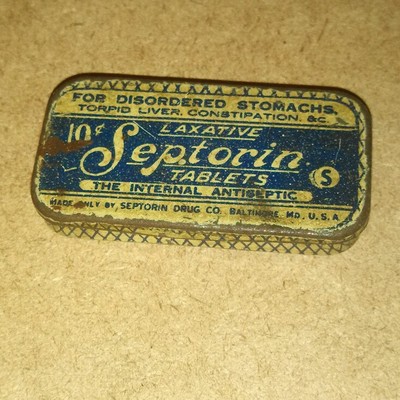 FOR DISORDERED STOMACHS,
TORPID LIVER, CONSTIPATION, &C
LAXATIVE
10¢ Septorin
TABLETS
S
THE INTERNAL ANTISEPTIC
MADE ONLY BY, SEPTORIN DRUG CO. BALTIMORE, MD. U.S.A.